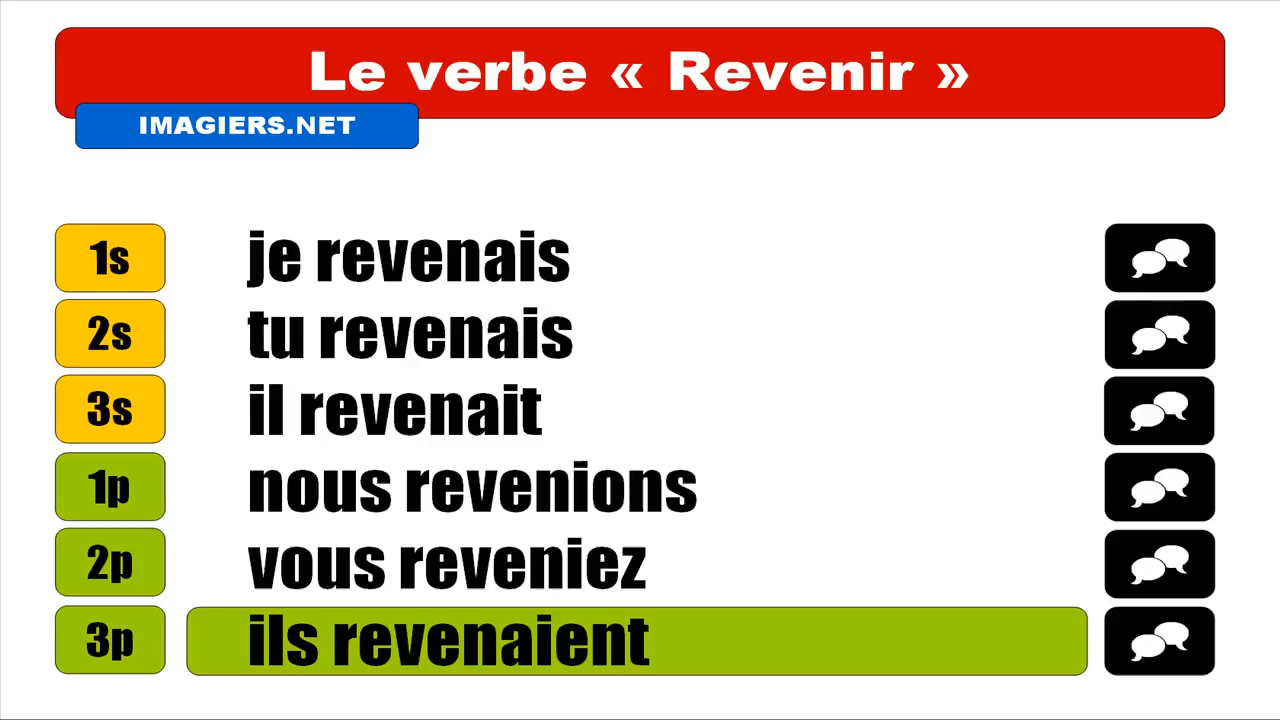 Le verbe « Revenir »
IMAGIERS.NET
1s je revenais
2s tu revenais
3s il revenait
1p nous revenions
2p vous reveniez
3p ils revenaient